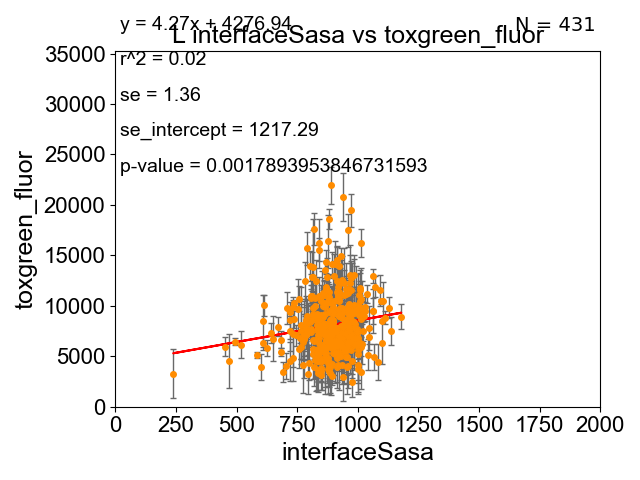 y = 4.27x + 4276.94
N = 431
L interfaceSasa vs toxgreen_fluor
r^2 = 0.02
se = 1.36
se_intercept = 1217.29
p-value = 0.0017893953846731593
35000
30000
25000
20000
15000
10000
5000
0
toxgreen_fluor
0 250 500 750 1000 1250 1500 1750 2000
interfaceSasa